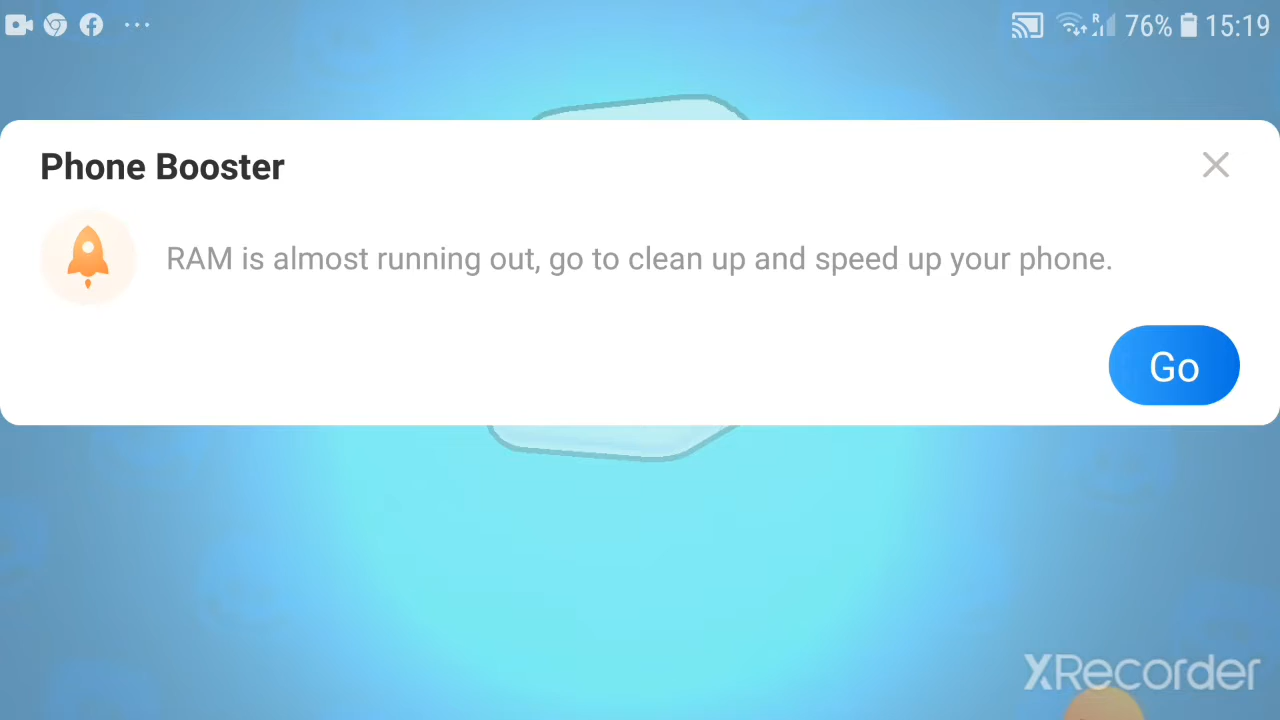 R 76% 15:19
Phone Booster
RAM is almost running out, go to clean up and speed up your phone.
Go
XRecorder